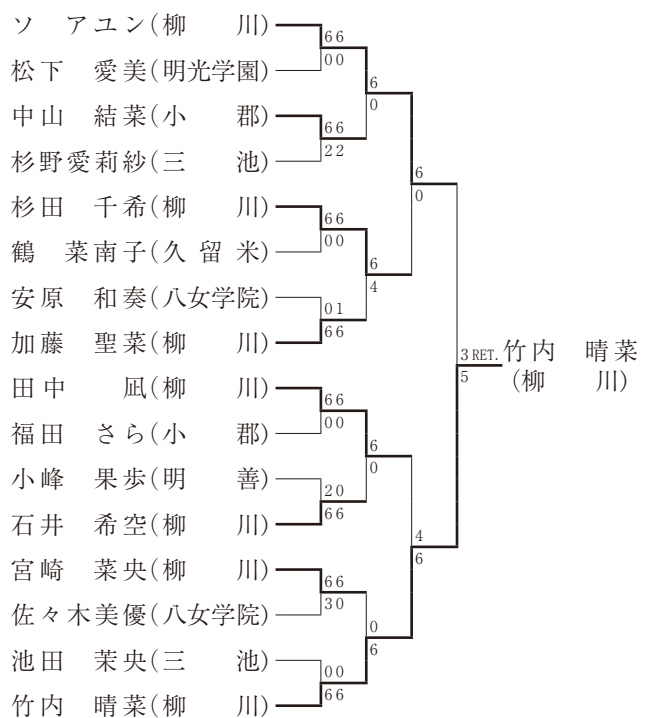 ソ　アユン(柳　　川)
66
00
松下　愛美(明光学園)
6
0
中山　結菜(小　　郡)
66
22
杉野愛莉紗(三　　池)
6
0
杉田　千希(柳　　川)
66
00
鶴　菜南子(久 留 米)
6
4
安原　和奏(八女学院)
01
66
加藤　聖菜(柳　　川)
3 RET. 竹内　晴菜
5 (柳　　川)
田中　　凪(柳　　川)
66
00
福田　さら(小　　郡)
6
0
小峰　果歩(明　　善)
20
66
石井　希空(柳　　川)
4
6
宮崎　菜央(柳　　川)
66
30
佐々木美優(八女学院)
0
6
池田　茉央(三　　池)
00
66
竹内　晴菜(柳　　川)